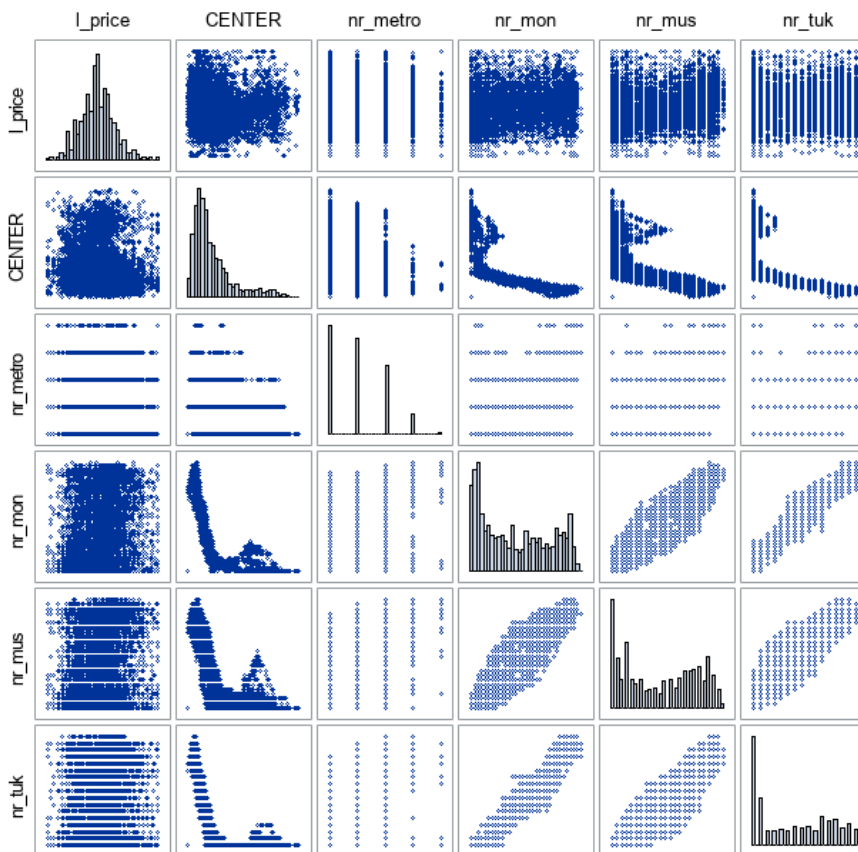 l_price CENTER nr_metro nr_mon nr_mus nr_tuk
l_price
CENTER
nr_metro
nr_mon
nr_mus
nr_tuk